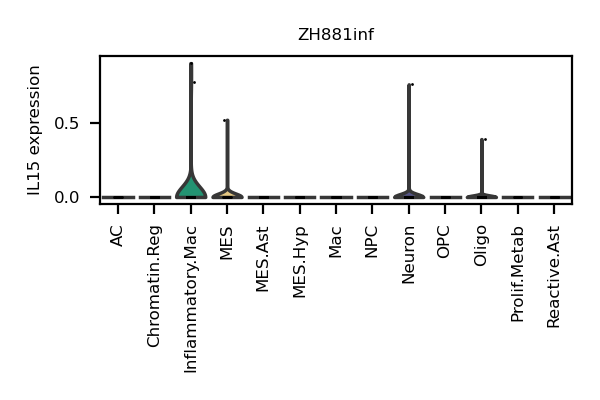 ZH881inf
IL15 expression
0.5
0.0
AC
Chromatin.Reg
Inflammatory.Mac
MES
MES.Ast
MES.Hyp
Mac
NPC
Neuron
OPC
Oligo
Prolif.Metab
Reactive.Ast